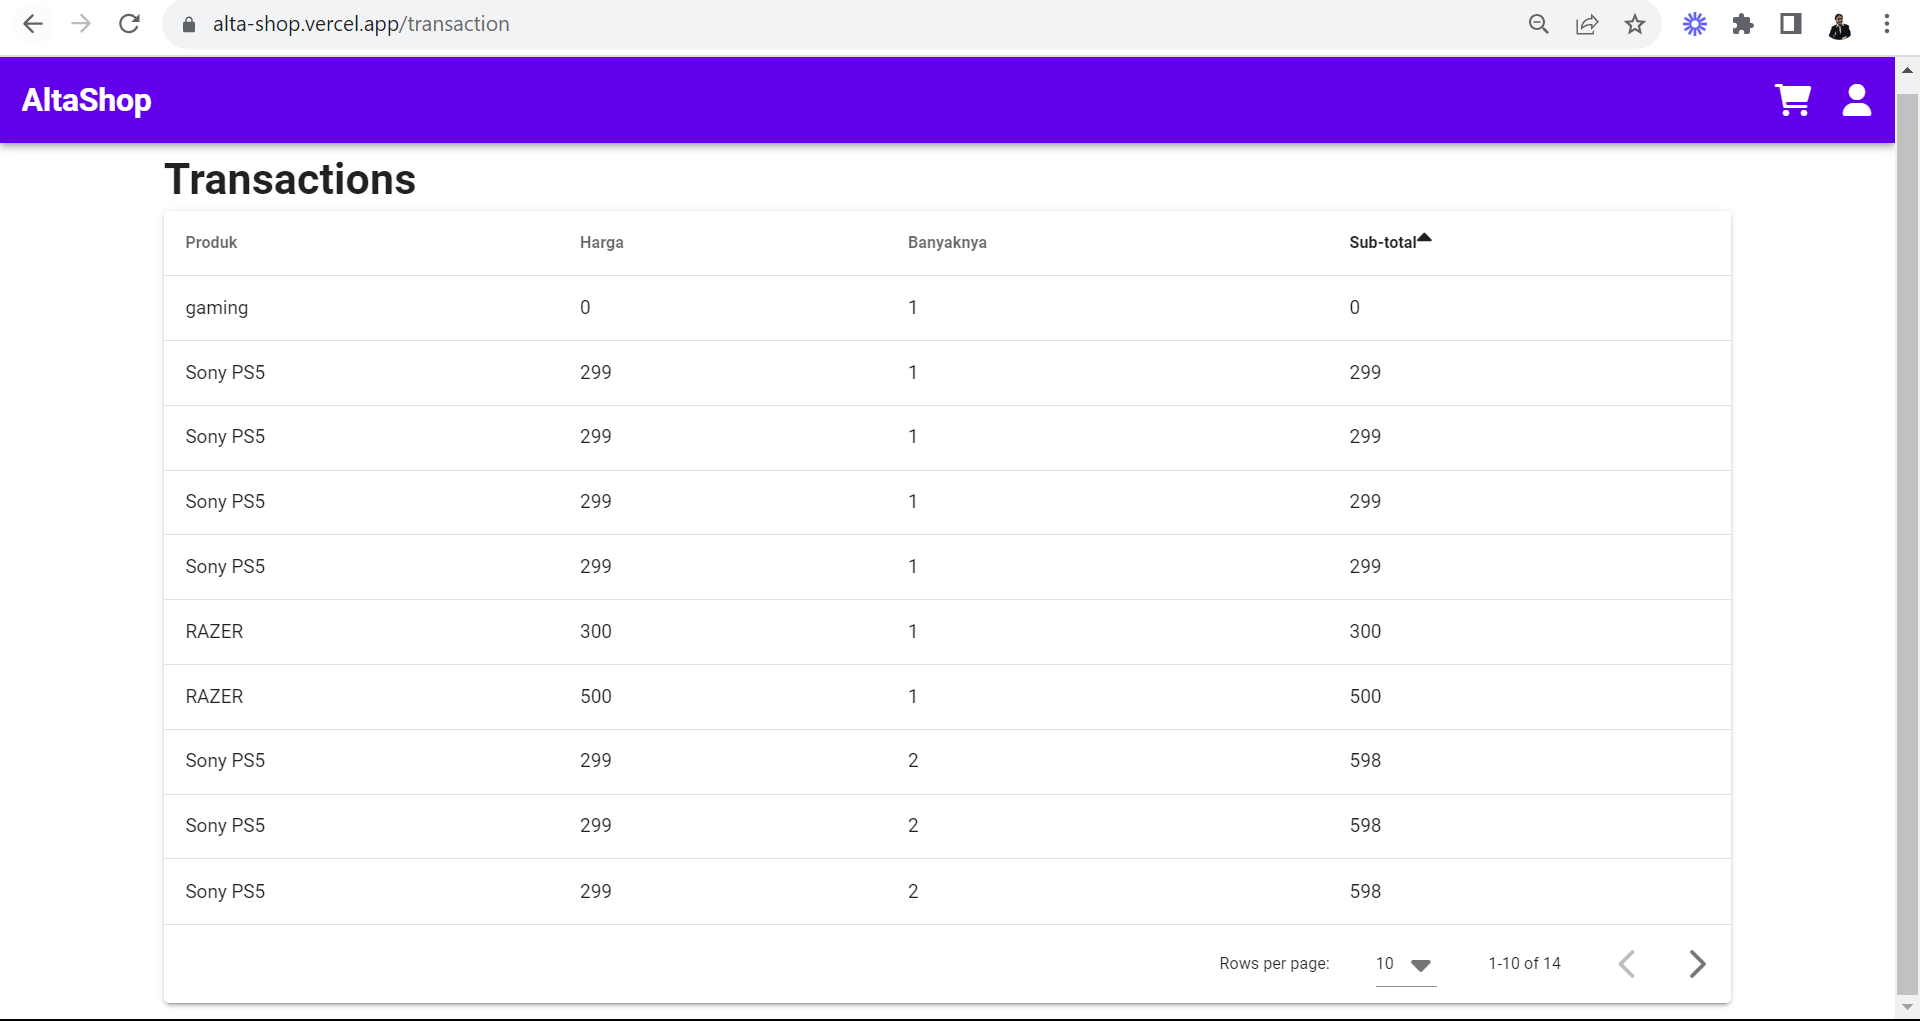 alta-shop.vercel.app/transaction
AltaShop
Transactions
Produk Harga Banyaknya Sub-total
gaming 0 1 0
Sony PS5 299 1 299
Sony PS5 299 1 299
Sony PS5 299 1 299
Sony PS5 299 1 299
RAZER 300 1 300
RAZER 500 1 500
Sony PS5 299 2 598
Sony PS5 299 2 598
Sony PS5 299 2 598
Rows per page: 10 1-10 of 14